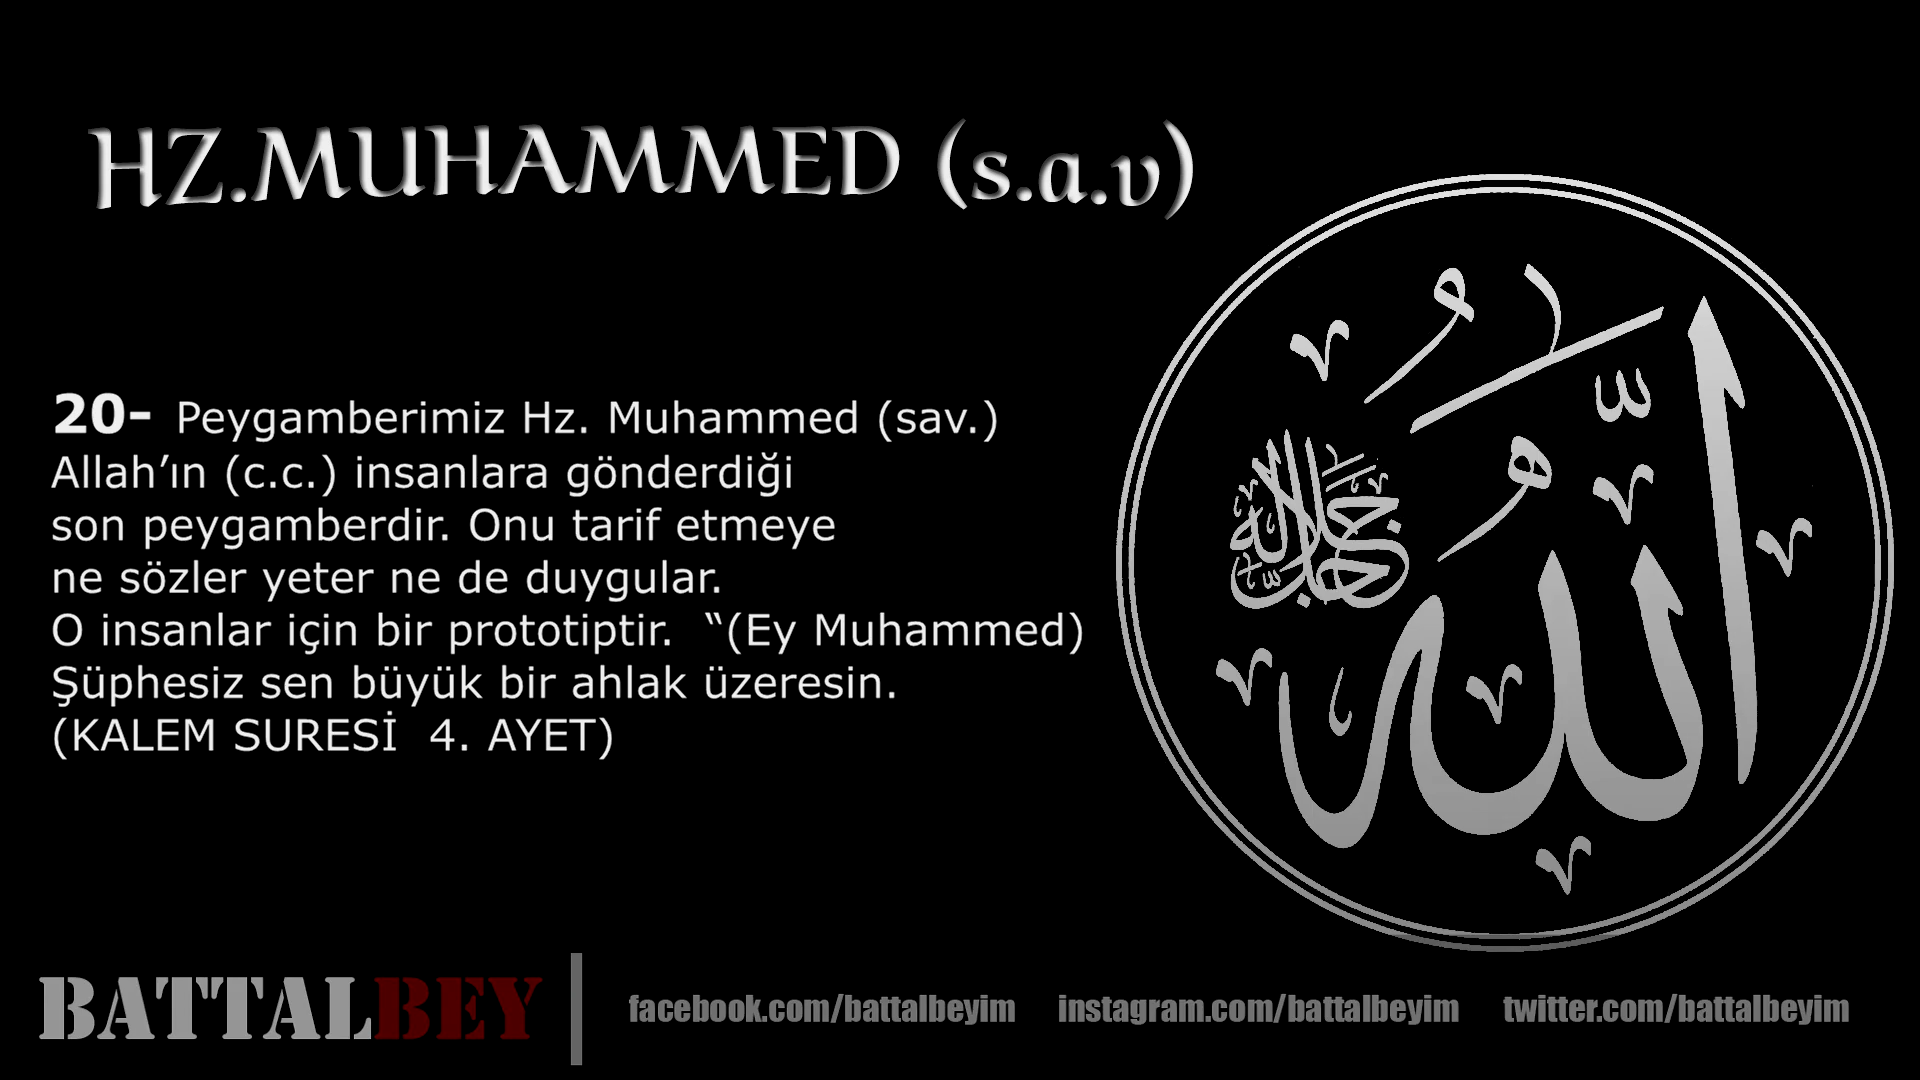 HZ.MUHAMMED (s.a.v)
20- Peygamberimiz Hz. Muhammed (sav.)
Allah’ın (c.c.) insanlara gönderdiği
son peygamberdir. Onu tarif etmeye
ne sözler yeter ne de duygular.
O insanlar için bir prototiptir.  “(Ey Muhammed)
Şüphesiz sen büyük bir ahlak üzeresin.
(KALEM SURESİ  4. AYET)
الله
جل جلاله
BATTALBEY
facebook.com/battalbeyim
instagram.com/battalbeyim
twitter.com/battalbeyim